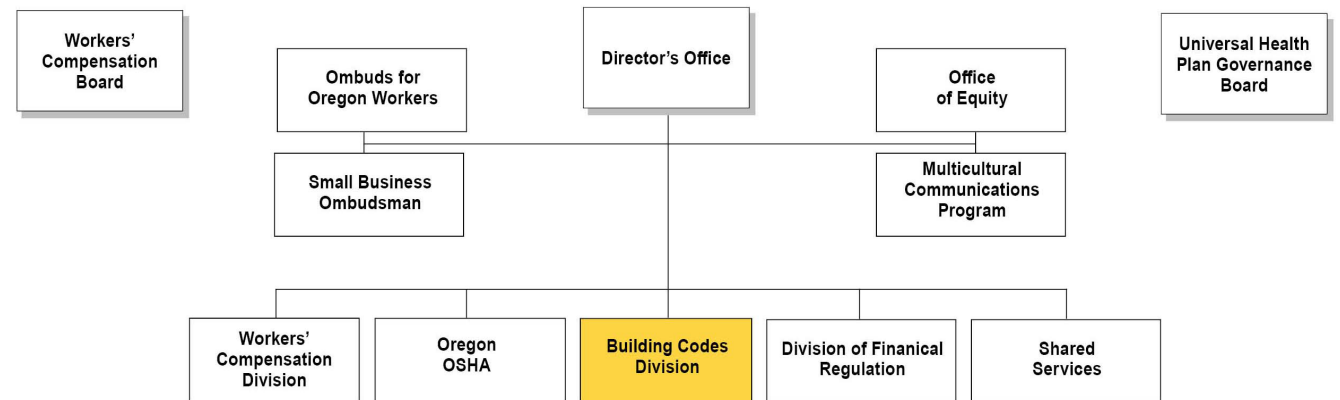 Workers’
Compensation
Board
Ombuds for
Oregon Workers
Director’s Office
Office
of Equity
Universal Health
Plan Governance
Board
Small Business
Ombudsman
Multicultural
Communications
Program
Workers’
Compensation
Division
Oregon
OSHA
Building Codes
Division
Division of Finanical
Regulation
Shared
Services